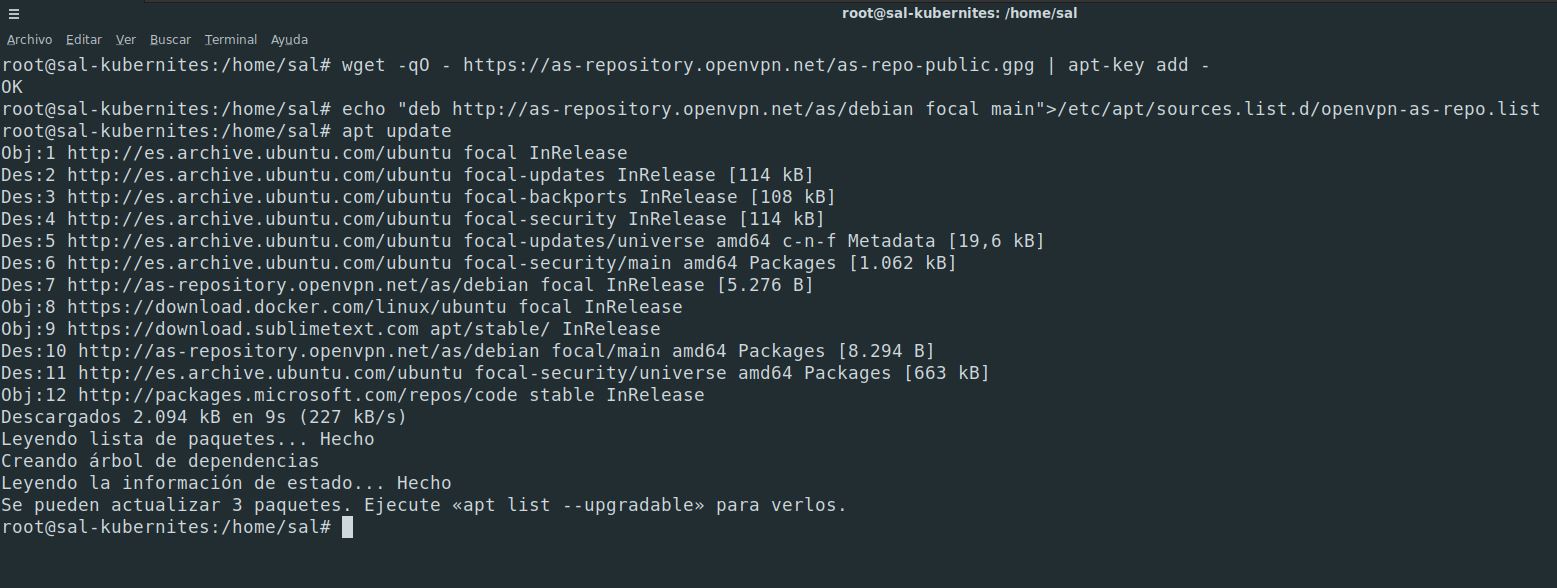 root@sal-kubernites: /home/sal
Archivo Editar Ver Buscar Terminal Ayuda
root@sal-kubernites:/home/sal# wget -qO - https://as-repository.openvpn.net/as-repo-public.gpg | apt-key add -
OK
root@sal-kubernites:/home/sal# echo "deb http://as-repository.openvpn.net/as/debian focal main">/etc/apt/sources.list.d/openvpn-as-repo.list
root@sal-kubernites:/home/sal# apt update
Obj:1 http://es.archive.ubuntu.com/ubuntu focal InRelease
Des:2 http://es.archive.ubuntu.com/ubuntu focal-updates InRelease [114 kB]
Des:3 http://es.archive.ubuntu.com/ubuntu focal-backports InRelease [108 kB]
Des:4 http://es.archive.ubuntu.com/ubuntu focal-security InRelease [114 kB]
Des:5 http://es.archive.ubuntu.com/ubuntu focal-updates/universe amd64 c-n-f Metadata [19,6 kB]
Des:6 http://es.archive.ubuntu.com/ubuntu focal-security/main amd64 Packages [1.062 kB]
Des:7 http://as-repository.openvpn.net/as/debian focal InRelease [5.276 B]
Obj:8 https://download.docker.com/linux/ubuntu focal InRelease
Obj:9 https://download.sublimetext.com apt/stable/ InRelease
Des:10 http://as-repository.openvpn.net/as/debian focal/main amd64 Packages [8.294 B]
Des:11 http://es.archive.ubuntu.com/ubuntu focal-security/universe amd64 Packages [663 kB]
Obj:12 http://packages.microsoft.com/repos/code stable InRelease
Descargados 2.094 kB en 9s (227 kB/s)
Leyendo lista de paquetes... Hecho
Creando árbol de dependencias
Leyendo la información de estado... Hecho
Se pueden actualizar 3 paquetes. Ejecute «apt list --upgradable» para verlos.
root@sal-kubernites:/home/sal#